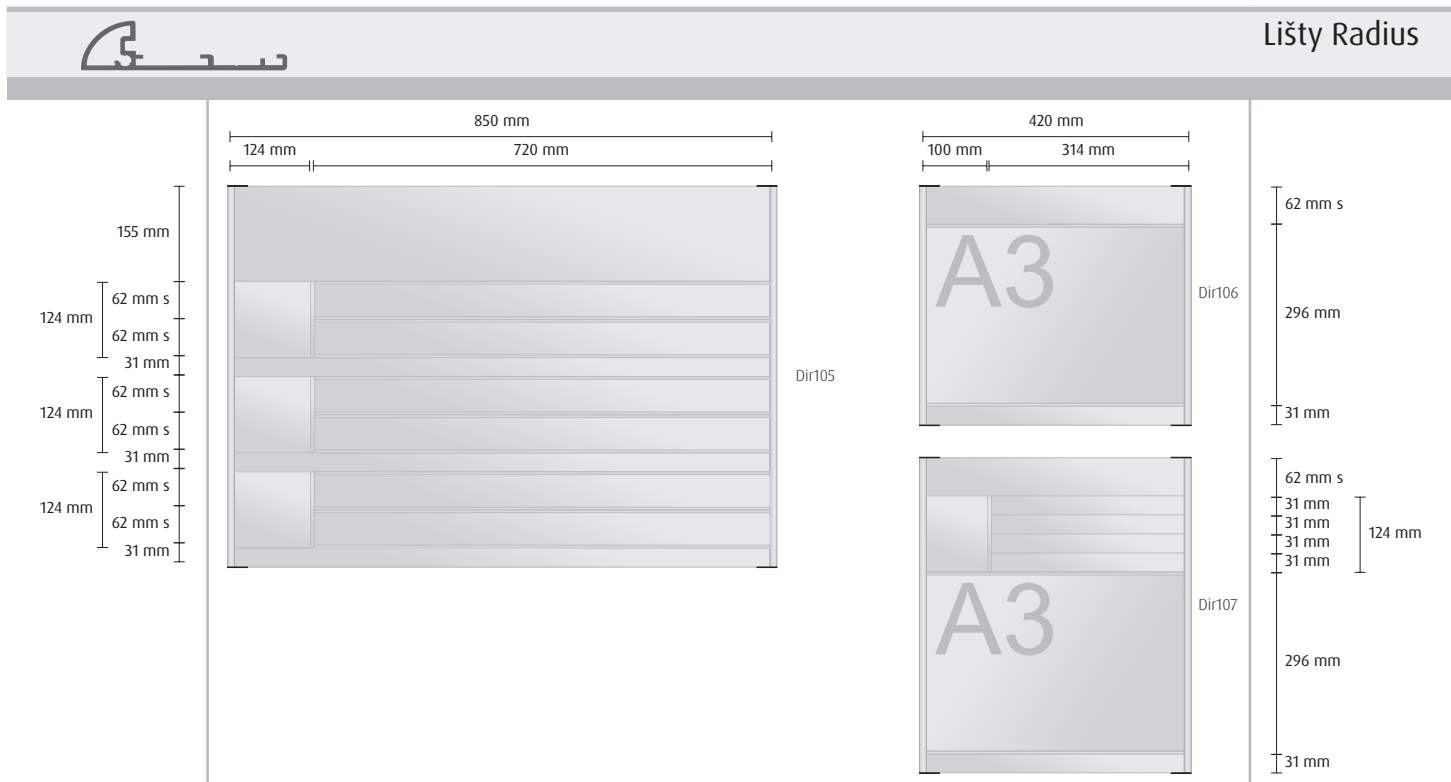 Lišty Radius
850 mm
124 mm
720 mm
155 mm
124 mm
62 mm s
62 mm s
31 mm
124 mm
62 mm s
62 mm s
31 mm
124 mm
62 mm s
62 mm s
31 mm
Dir105
420 mm
100 mm
314 mm
A3
Dir106
62 mm s
296 mm
31 mm
A3
Dir107
62 mm s
31 mm
31 mm
31 mm
31 mm
124 mm
296 mm
31 mm